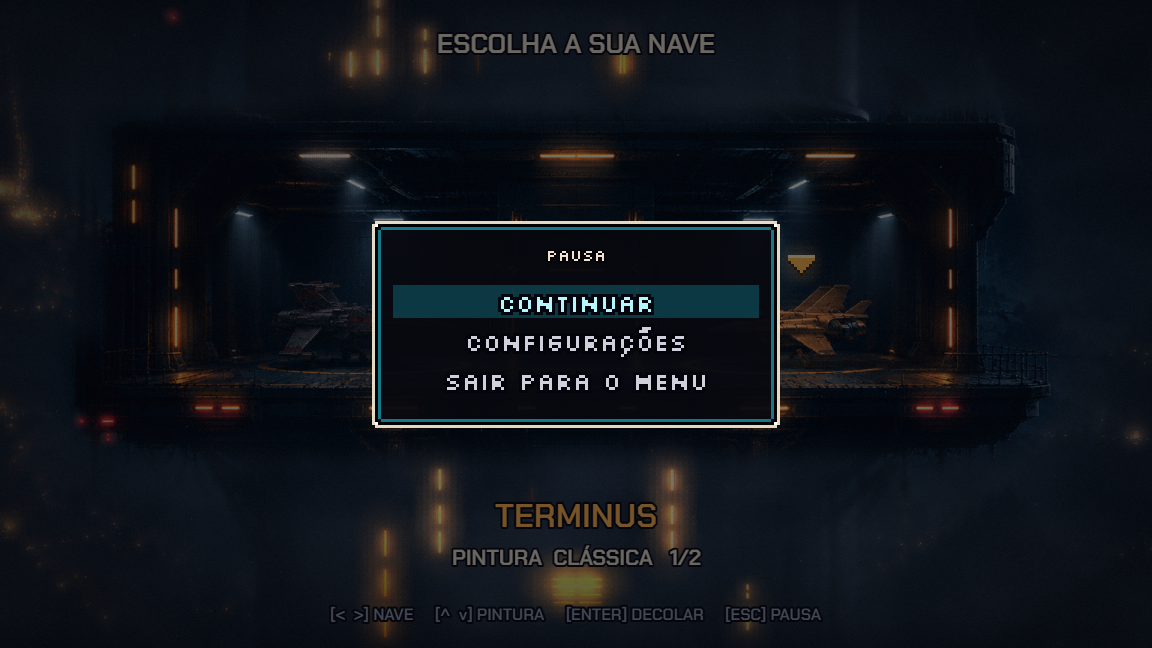 ESCOLHA A SUA NAVE
PAUSA
CONTINUAR
CONFIGURAÇÕES
SAIR PARA O MENU
TERMINUS
PINTURA CLÁSSICA 1/2
[< >] NAVE [^ v] PINTURA [ENTER] DECOLAR [ESC] PAUSA